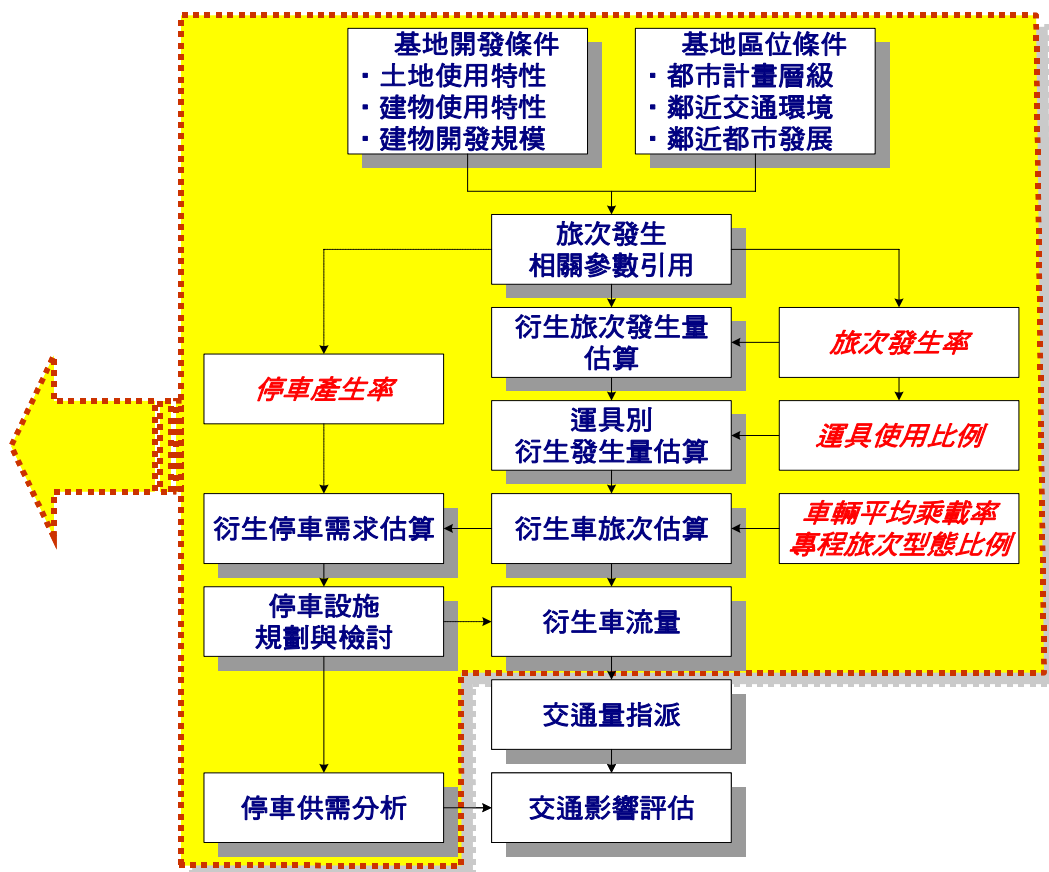 基地開發條件
・土地使用特性
・建物使用特性
・建物開發規模
基地區位條件
・都市計畫層級
・鄰近交通環境
・鄰近都市發展
旅次發生
相關參數引用
衍生旅次發生量
估算
旅次發生率
停車產生率
運具別
衍生發生量估算
運具使用比例
衍生停車需求估算
衍生車旅次估算
車輛平均乘載率
專程旅次型態比例
停車設施
規劃與檢討
衍生車流量
交通量指派
停車供需分析
交通影響評估